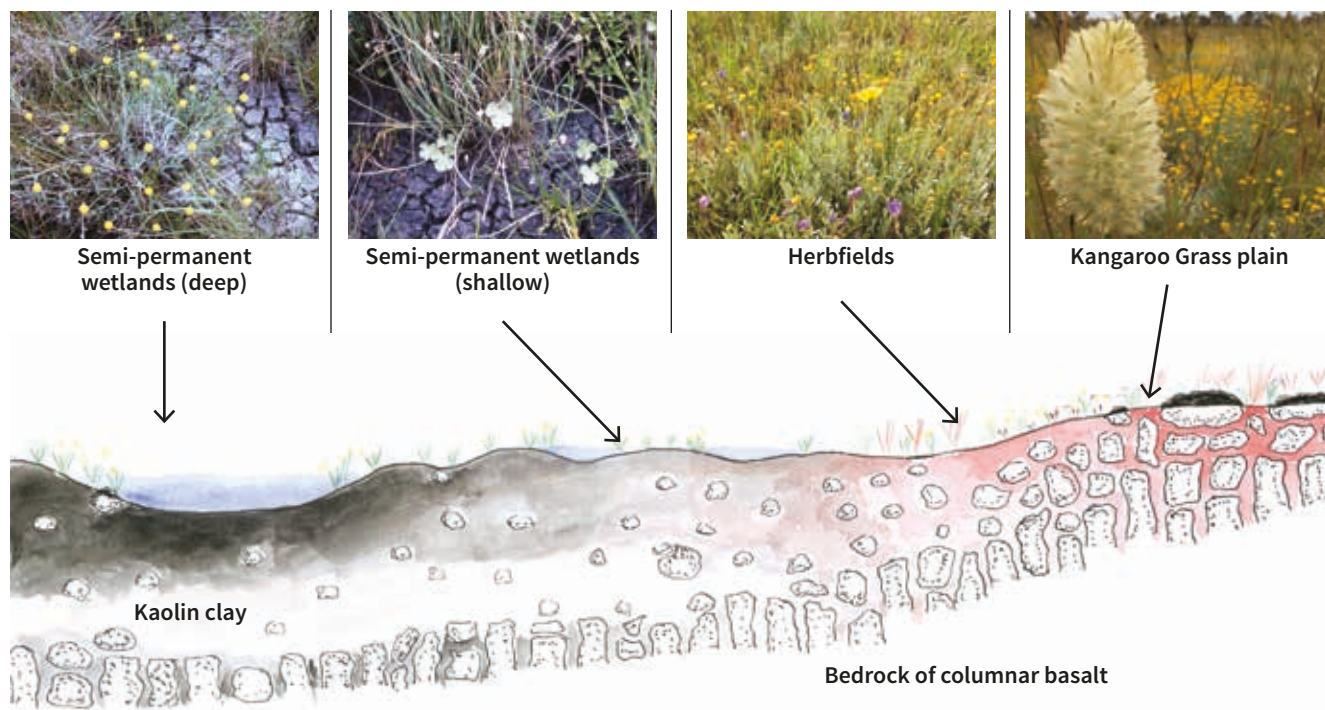 Semi-permanent
wetlands (deep)
Semi-permanent wetlands
(shallow)
Herbfields
Kangaroo Grass plain
Kaolin clay
Bedrock of columnar basalt